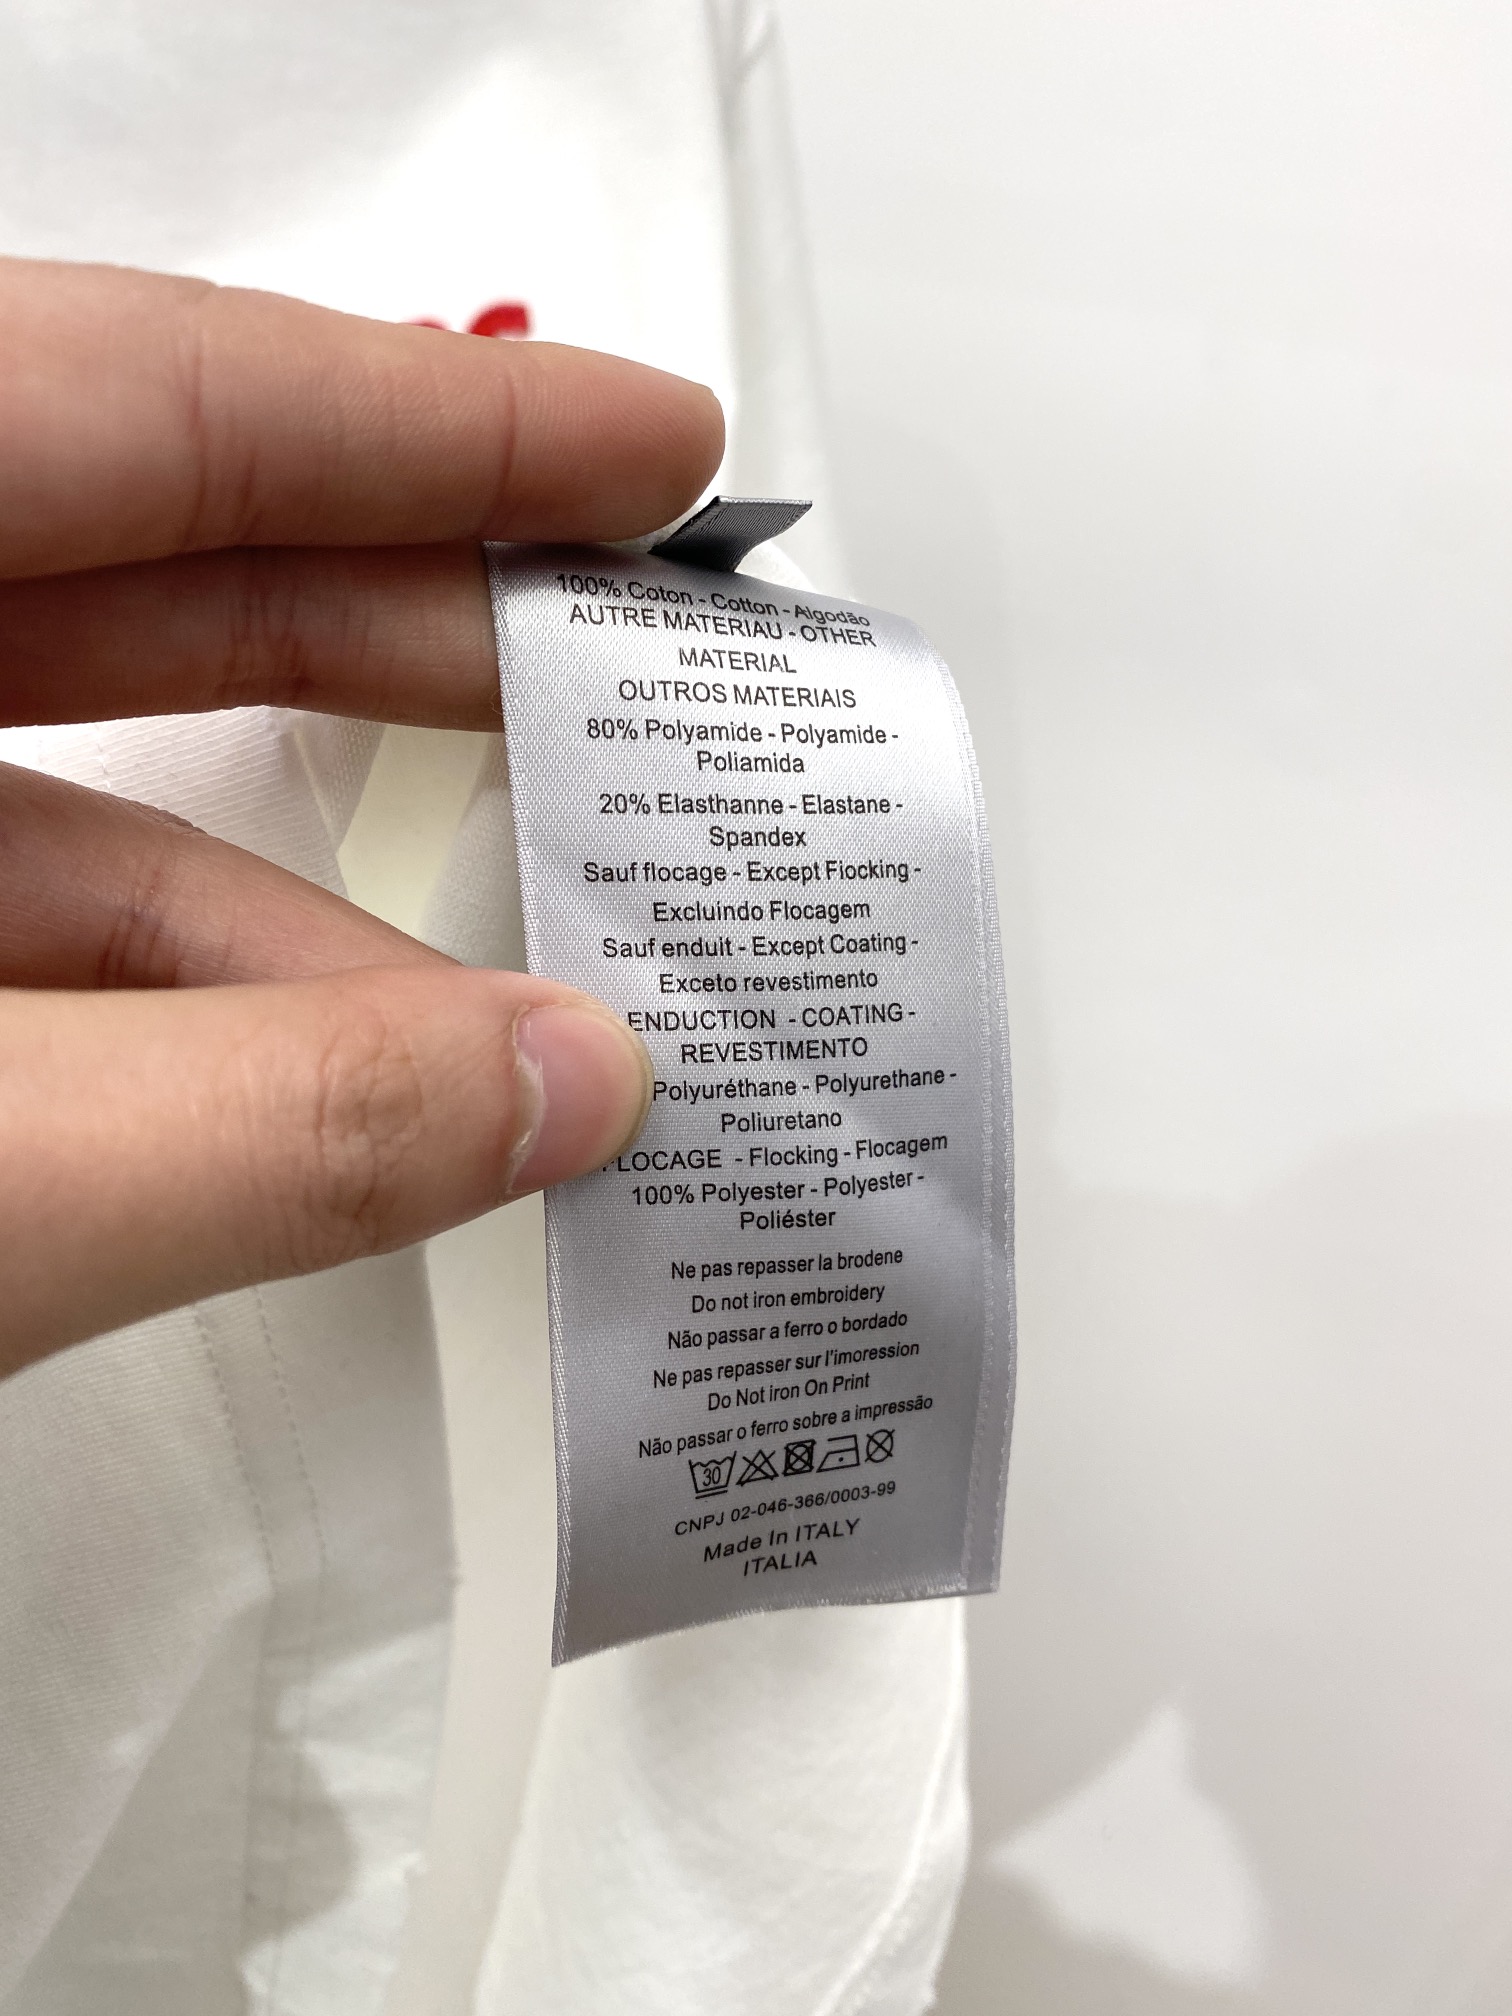 100% Coton - Cotton - Algodão
AUTRE MATERIAU - OTHER
MATERIAL
OUTROS MATERIAIS
80% Polyamide - Polyamide -
Poliamida
20% Elasthanne - Elastane -
Spandex
Sauf flocage - Except Fiocking -
Excluindo Flocagem
Sauf enduit - Except Coating -
Exceto revestimento
ENDUCTION - COATING -
REVESTIMENTO
Polyuréthane - Polyurethane -
Poliuretano
LOCAGE - Flocking - Flocagem
100% Polyester - Polyester -
Poliéster
Ne pas repasser la brodene
Do not iron embroidery
Não passar a ferro o bordado
Ne pas repasser sur l'imoression
Do Not iron On Print
Não passar o ferro sobre a impressão
30
CNPJ 02-046-366/0003-99
Made In ITALY
ITALIA